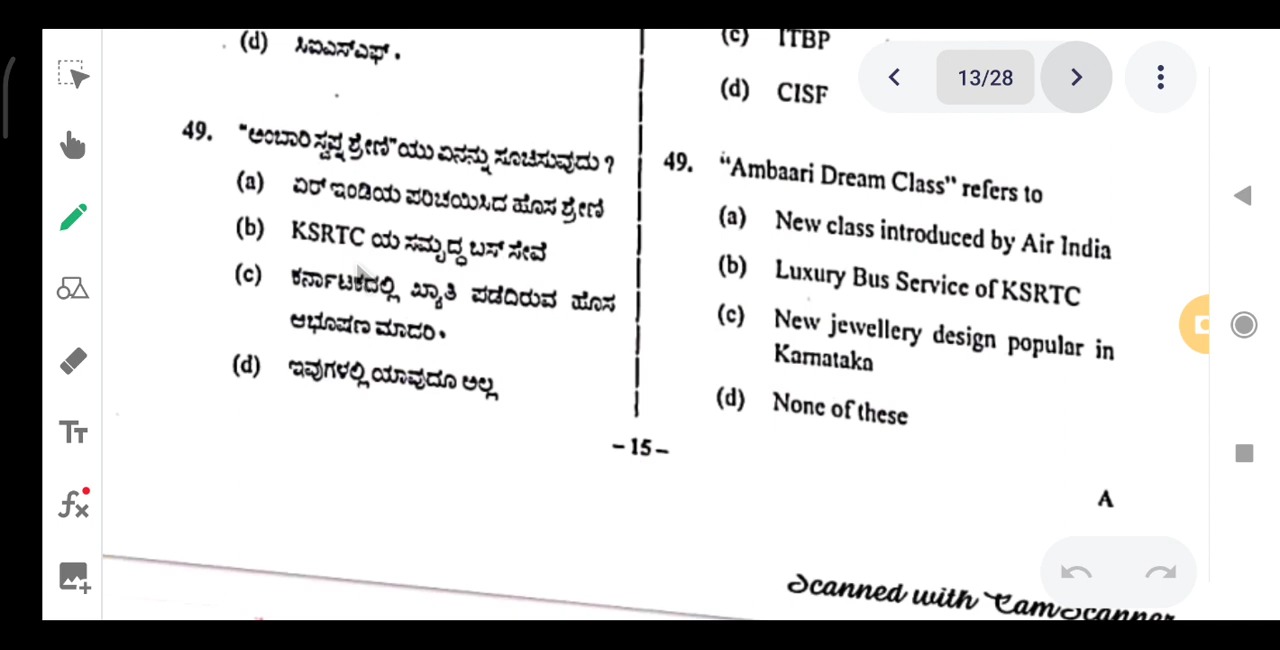 (d) ಸಿಐಎಸ್ಎಫ್.
49. "ಅಂಬಾರಿ ಸ್ವಪ್ನ ಶ್ರೇಣಿ"ಯು ಏನನ್ನು ಸೂಚಿಸುವುದು ?
(a) ಏರ್ ಇಂಡಿಯ ಪರಿಚಯಿಸಿದ ಹೊಸ ಶ್ರೇಣಿ
(b) KSRTC ಯ ಸಮೃದ್ಧ ಬಸ್ ಸೇವೆ
(c) ಕರ್ನಾಟಕದಲ್ಲಿ ಖ್ಯಾತಿ ಪಡೆದಿರುವ ಹೊಸ
ಆಭೂಷಣ ಮಾದರಿ.
(d) ಇವುಗಳಲ್ಲಿ ಯಾವುದೂ ಅಲ್ಲ
(c) ITBP
(d) CISF
49. "Ambaari Dream Class" refers to
(a) New class introduced by Air India
(b) Luxury Bus Service of KSRTC
(c) New jewellery design popular in
Karnataka
(d) None of these
– 15 –
A
Scanned with CamScanner
13/28
Tт
fx